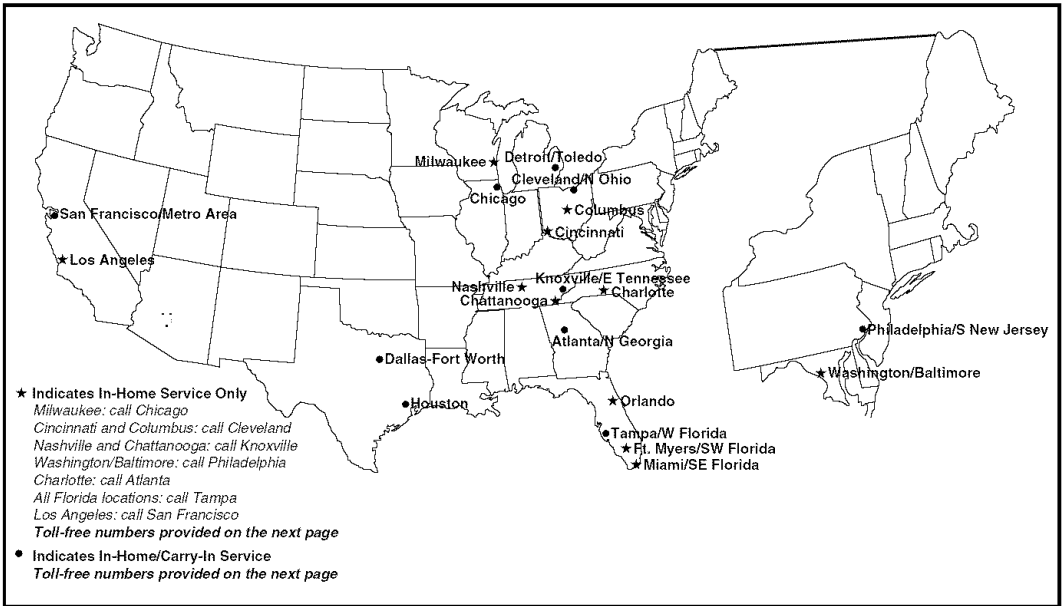 Milwaukee ★
Detroit/Toledo
Cleveland/N Ohio
Chicago
★ Columbus
San Francisco/Metro Area
★ Cincinnati
★ Los Angeles
Knoxville/E Tennessee
Nashville ★
★ Charlotte
Chattanooga ★
● Philadelphia/S New Jersey
Atlanta/N Georgia
● Dallas-Fort Worth
★ Washington/Baltimore
★ Indicates In-Home Service Only
Milwaukee: call Chicago
Cincinnati and Columbus: call Cleveland
Nashville and Chattanooga: call Knoxville
Washington/Baltimore: call Philadelphia
Charlotte: call Atlanta
All Florida locations: call Tampa
Los Angeles: call San Francisco
Toll-free numbers provided on the next page
● Houston
★ Orlando
● Tampa/W Florida
★ Ft. Myers/SW Florida
★ Miami/SE Florida
● Indicates In-Home/Carry-In Service
Toll-free numbers provided on the next page